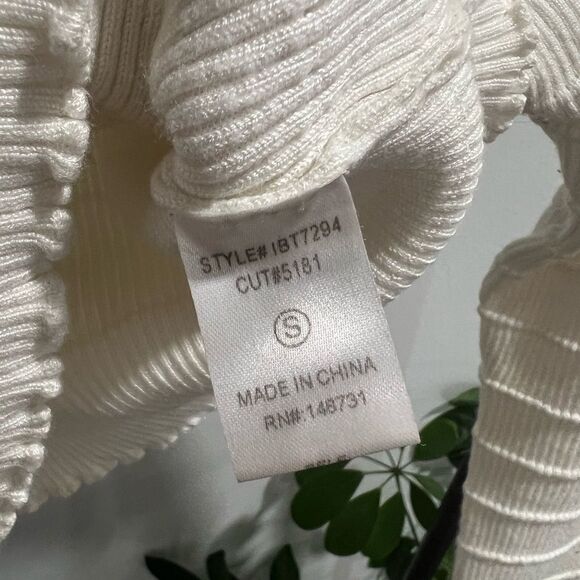 STYLE# IBT7294
CUT#5181
S
MADE IN CHINA
RN#: 148731